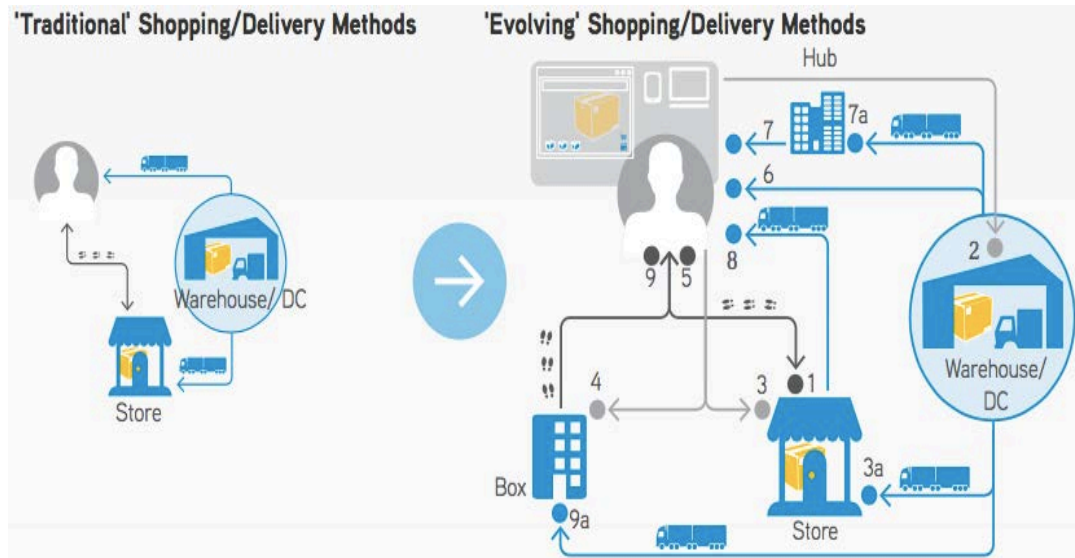 'Traditional' Shopping/Delivery Methods
'Evolving' Shopping/Delivery Methods
Warehouse/ DC
Store
Hub
7
7a
6
8
2
9
5
Warehouse/
DC
4
3
1
3a
Box
9a
Store